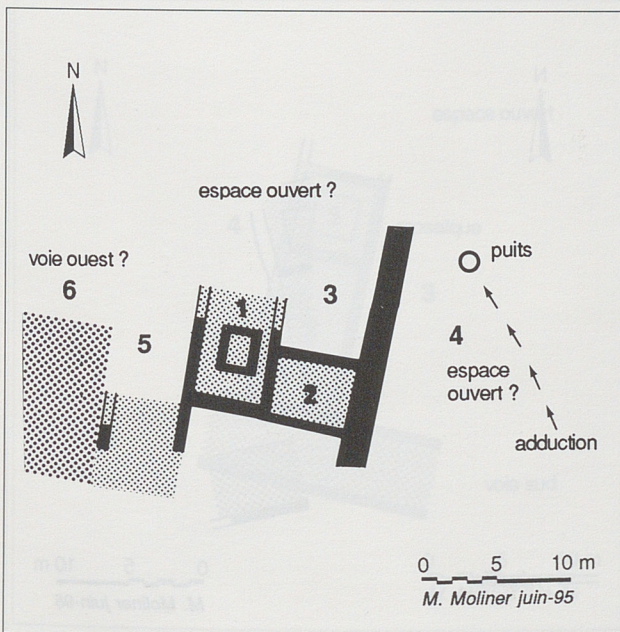 N
espace ouvert ?
voie ouest ?
6
5
1
3
2
puits
4
espace
ouvert ?
adduction
0 5 10 m
M. Moliner juin-95